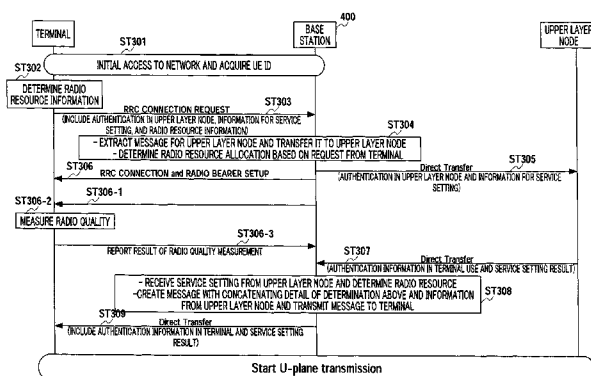 400
TERMINAL
BASE
STATION
UPPER LAYER
NODE
ST301
INITIAL ACCESS TO NETWORK AND ACQUIRE UE ID
ST302
DETERMINE RADIO
RESOURCE INFORMATION
ST303
RRC CONNECTION REQUEST
(INCLUDE AUTHENTICATION IN UPPER LAYER NODE, INFORMATION FOR SERVICE
SETTING, AND RADIO RESOURCE INFORMATION)
ST304
- EXTRACT MESSAGE FOR UPPER LAYER NODE AND TRANSFER IT TO UPPER LAYER NODE
- DETERMINE RADIO RESOURCE ALLOCATION BASED ON REQUEST FROM TERMINAL
ST305
Direct Transfer
(AUTHENTICATION IN UPPER LAYER NODE AND INFORMATION FOR SERVICE
SETTING)
ST306
RRC CONNECTION and RADIO BEARER SETUP
ST306-1
ST306-2
MEASURE RADIO QUALITY
ST306-3
REPORT RESULT OF RADIO QUALITY MEASUREMENT
ST307
Direct Transfer
(AUTHENTICATION INFORMATION IN TERMINAL USE AND SERVICE SETTING RESULT)
- RECEIVE SERVICE SETTING FROM UPPER LAYER NODE AND DETERMINE RADIO RESOURCE
-CREATE MESSAGE WITH CONCATENATING DETAIL OF DETERMINATION ABOVE AND INFORMATION
FROM UPPER LAYER NODE AND TRANSMIT MESSAGE TO TERMINAL
ST308
ST309
Direct Transfer
(INCLUDE AUTHENTICATION INFORMATION IN TERMINAL AND SERVICE SETTING
RESULT)
Start U-plane transmission